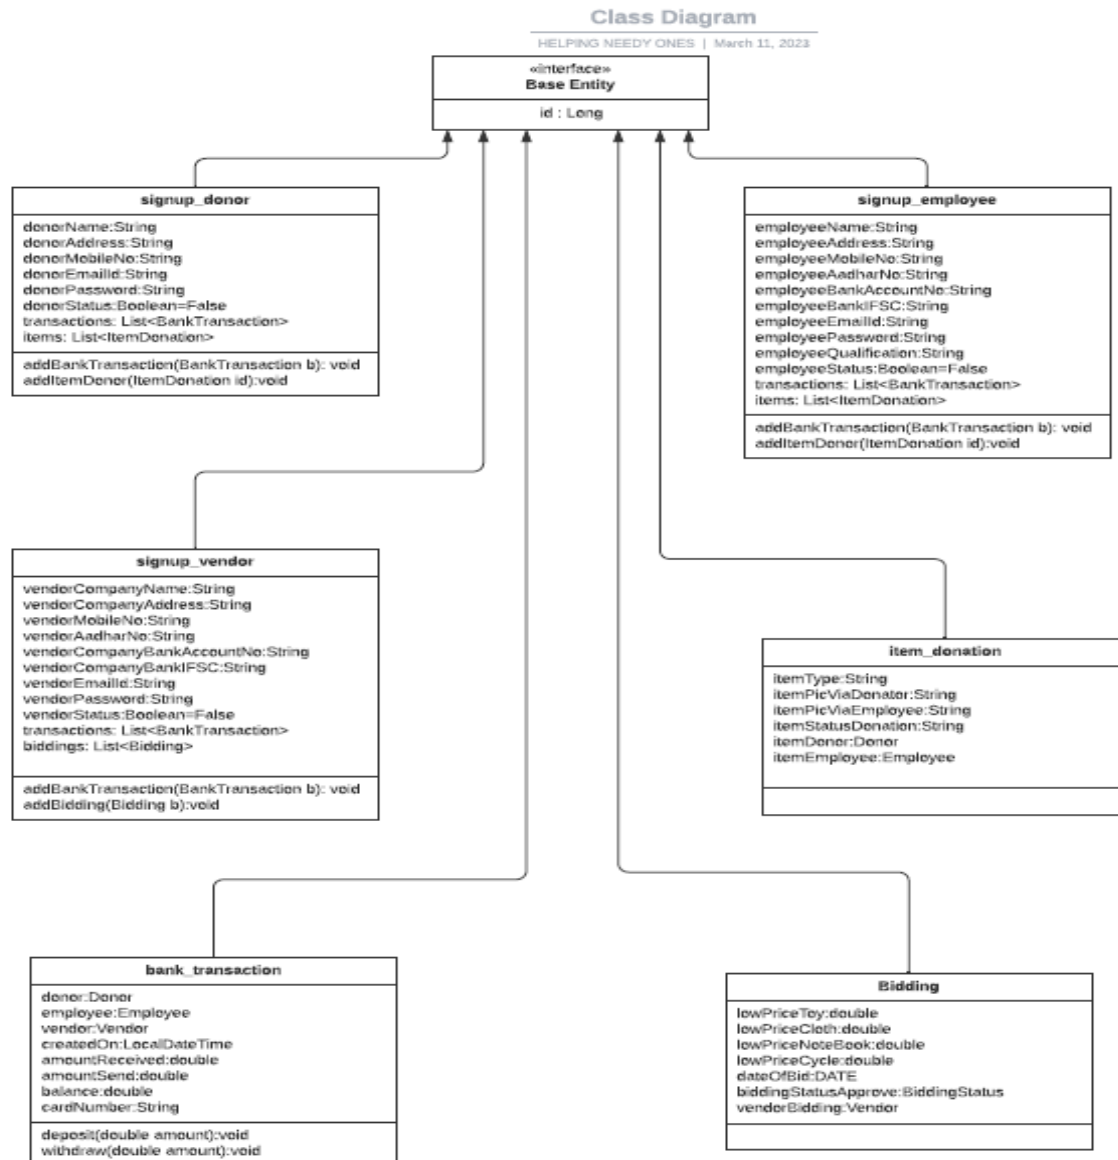 Class Diagram
HELPING NEEDY ONES | March 11, 2023
«interface»
Base Entity
id : Long
signup_donor
donorName:String
donorAddress:String
donorMobileNo:String
donorEmailId:String
donorPassword:String
donorStatus:Boolean=False
transactions: List<BankTransaction>
items: List<ItemDonation>
addBankTransaction(BankTransaction b): void
addItemDonor(ItemDonation id):void
signup_employee
employeeName:String
employeeAddress:String
employeeMobileNo:String
employeeAadharNo:String
employeeBankAccountNo:String
employeeBankIFSC:String
employeeEmailId:String
employeePassword:String
employeeQualification:String
employeeStatus:Boolean=False
transactions: List<BankTransaction>
items: List<ItemDonation>
addBankTransaction(BankTransaction b): void
addItemDonor(ItemDonation id):void
signup_vendor
vendorCompanyName:String
vendorCompanyAddress:String
vendorMobileNo:String
vendorAadharNo:String
vendorCompanyBankAccountNo:String
vendorCompanyBankIFSC:String
vendorEmailId:String
vendorPassword:String
vendorStatus:Boolean=False
transactions: List<BankTransaction>
biddings: List<Bidding>
addBankTransaction(BankTransaction b): void
addBidding(Bidding b):void
item_donation
itemType:String
itemPicViaDonator:String
itemPicViaEmployee:String
itemStatusDonation:String
itemDonor:Donor
itemEmployee:Employee
bank_transaction
donor:Donor
employee:Employee
vendor:Vendor
createdOn:LocalDateTime
amountReceived:double
amountSend:double
balance:double
cardNumber:String
deposit(double amount):void
withdraw(double amount):void
Bidding
lowPriceToy:double
lowPriceCloth:double
lowPriceNoteBook:double
lowPriceCycle:double
dateOfBid:DATE
biddingStatusApprove:BiddingStatus
vendorBidding:Vendor